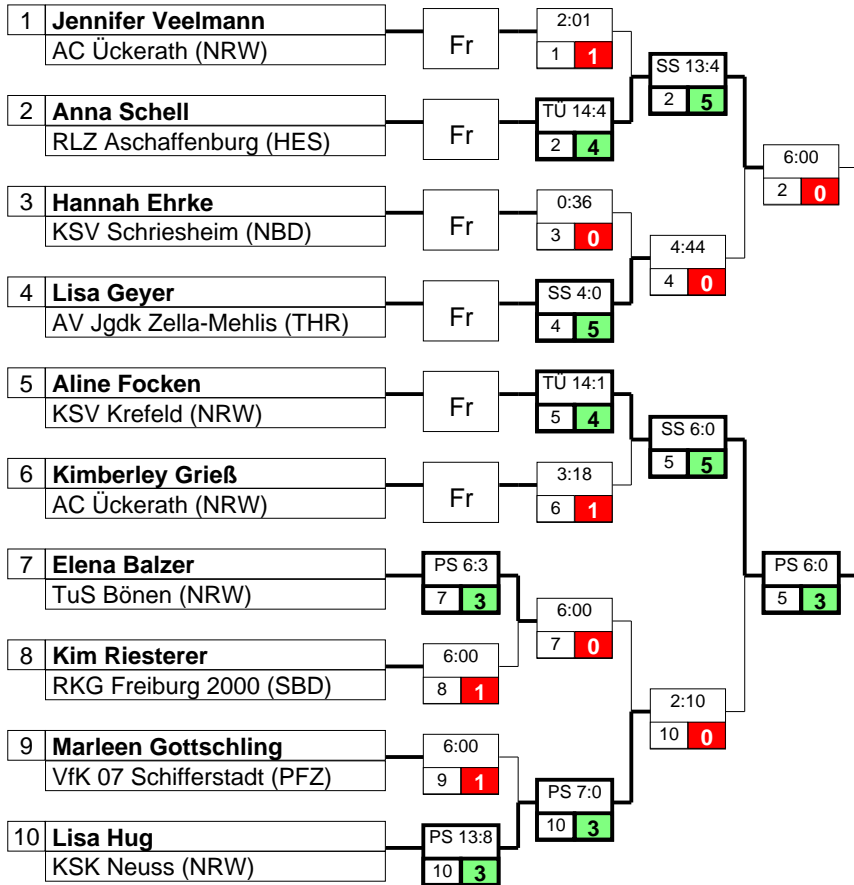 1 Jennifer Veelmann
AC Ückerath (NRW)
Fr
2:01
1 1
SS 13:4
2 5
2 Anna Schell
RLZ Aschaffenburg (HES)
Fr
TÜ 14:4
2 4
6:00
2 0
3 Hannah Ehrke
KSV Schriesheim (NBD)
Fr
0:36
3 0
4:44
4 0
4 Lisa Geyer
AV Jgdk Zella-Mehlis (THR)
Fr
SS 4:0
4 5
5 Aline Focken
KSV Krefeld (NRW)
Fr
TÜ 14:1
5 4
SS 6:0
5 5
6 Kimberley Grieß
AC Ückerath (NRW)
Fr
3:18
6 1
7 Elena Balzer
TuS Bönen (NRW)
PS 6:3
7 3
6:00
7 0
PS 6:0
5 3
8 Kim Riesterer
RKG Freiburg 2000 (SBD)
6:00
8 1
2:10
10 0
9 Marleen Gottschling
VfK 07 Schifferstadt (PFZ)
6:00
9 1
PS 7:0
10 3
10 Lisa Hug
KSK Neuss (NRW)
PS 13:8
10 3